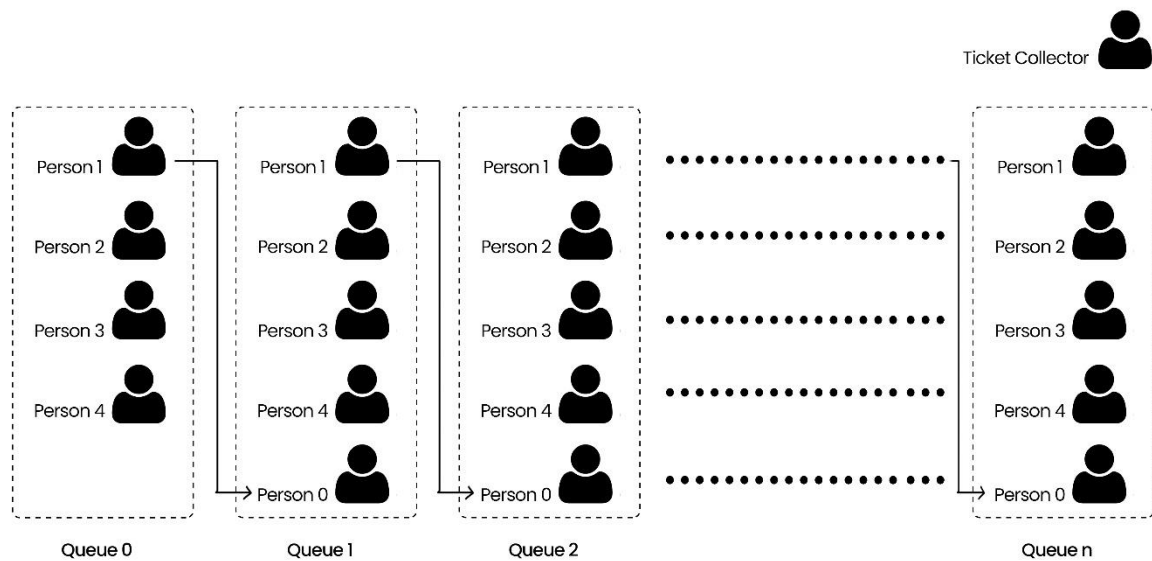 Ticket Collector
Person 1 Person 1 Person 1 Person 1
Person 2 Person 2 Person 2 Person 2
Person 3 Person 3 Person 3 Person 3
Person 4 Person 4 Person 4 Person 4
Person 0 Person 0 Person 0
Queue 0 Queue 1 Queue 2 Queue n